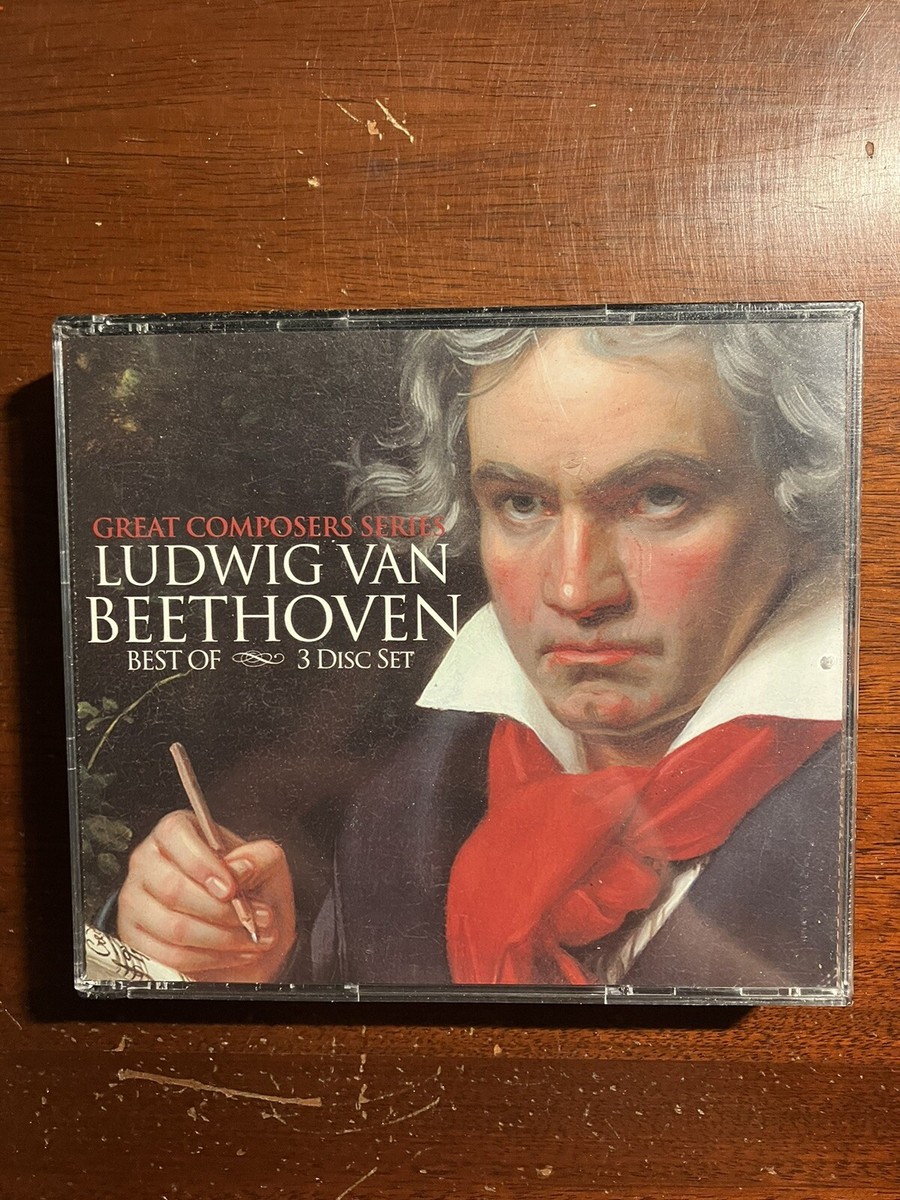 GREAT COMPOSERS SERIES
LUDWIG VAN
BEETHOVEN
BEST OF 3 DISC SET